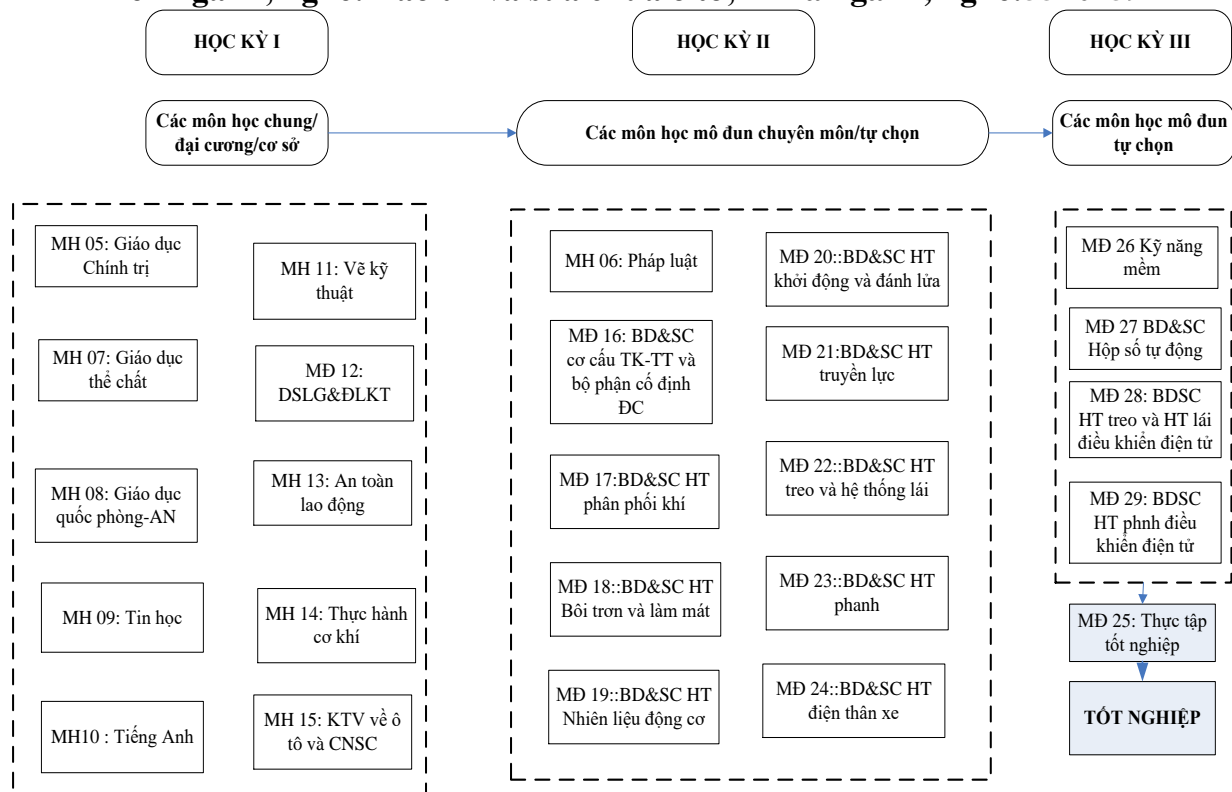 HỌC KỲ I
HỌC KỲ II
HỌC KỲ III
Các môn học chung/
đại cương/cơ sở
Các môn học mô đun chuyên môn/tự chọn
Các môn học mô đun
tự chọn
MH 05: Giáo dục
Chính trị
MH 07: Giáo dục
thể chất
MH 08: Giáo dục
quốc phòng-AN
MH 09: Tin học
MH10 : Tiếng Anh
MH 11: Vẽ kỹ
thuật
MĐ 12:
DSLG&ĐLKT
MH 13: An toàn
lao động
MH 14: Thực hành
cơ khí
MH 15: KTV về ô
tô và CNSC
MH 06: Pháp luật
MĐ 16: BD&SC
cơ cấu TK-TT và
bộ phận cố định
ĐC
MĐ 17:BD&SC HT
phân phối khí
MĐ 18::BD&SC HT
Bôi trơn và làm mát
MĐ 19::BD&SC HT
Nhiên liệu động cơ
MĐ 20::BD&SC HT
khởi động và đánh lửa
MĐ 21:BD&SC HT
truyền lực
MĐ 22::BD&SC HT
treo và hệ thống lái
MĐ 23::BD&SC HT
phanh
MĐ 24::BD&SC HT
điện thân xe
MĐ 26 Kỹ năng
mềm
MĐ 27 BD&SC
Hộp số tự động
MĐ 28: BDSC
HT treo và HT lái
điều khiển điện tử
MĐ 29: BDSC
HT phnh điều
khiển điện tử
MĐ 25: Thực tập
tốt nghiệp
TỐT NGHIỆP